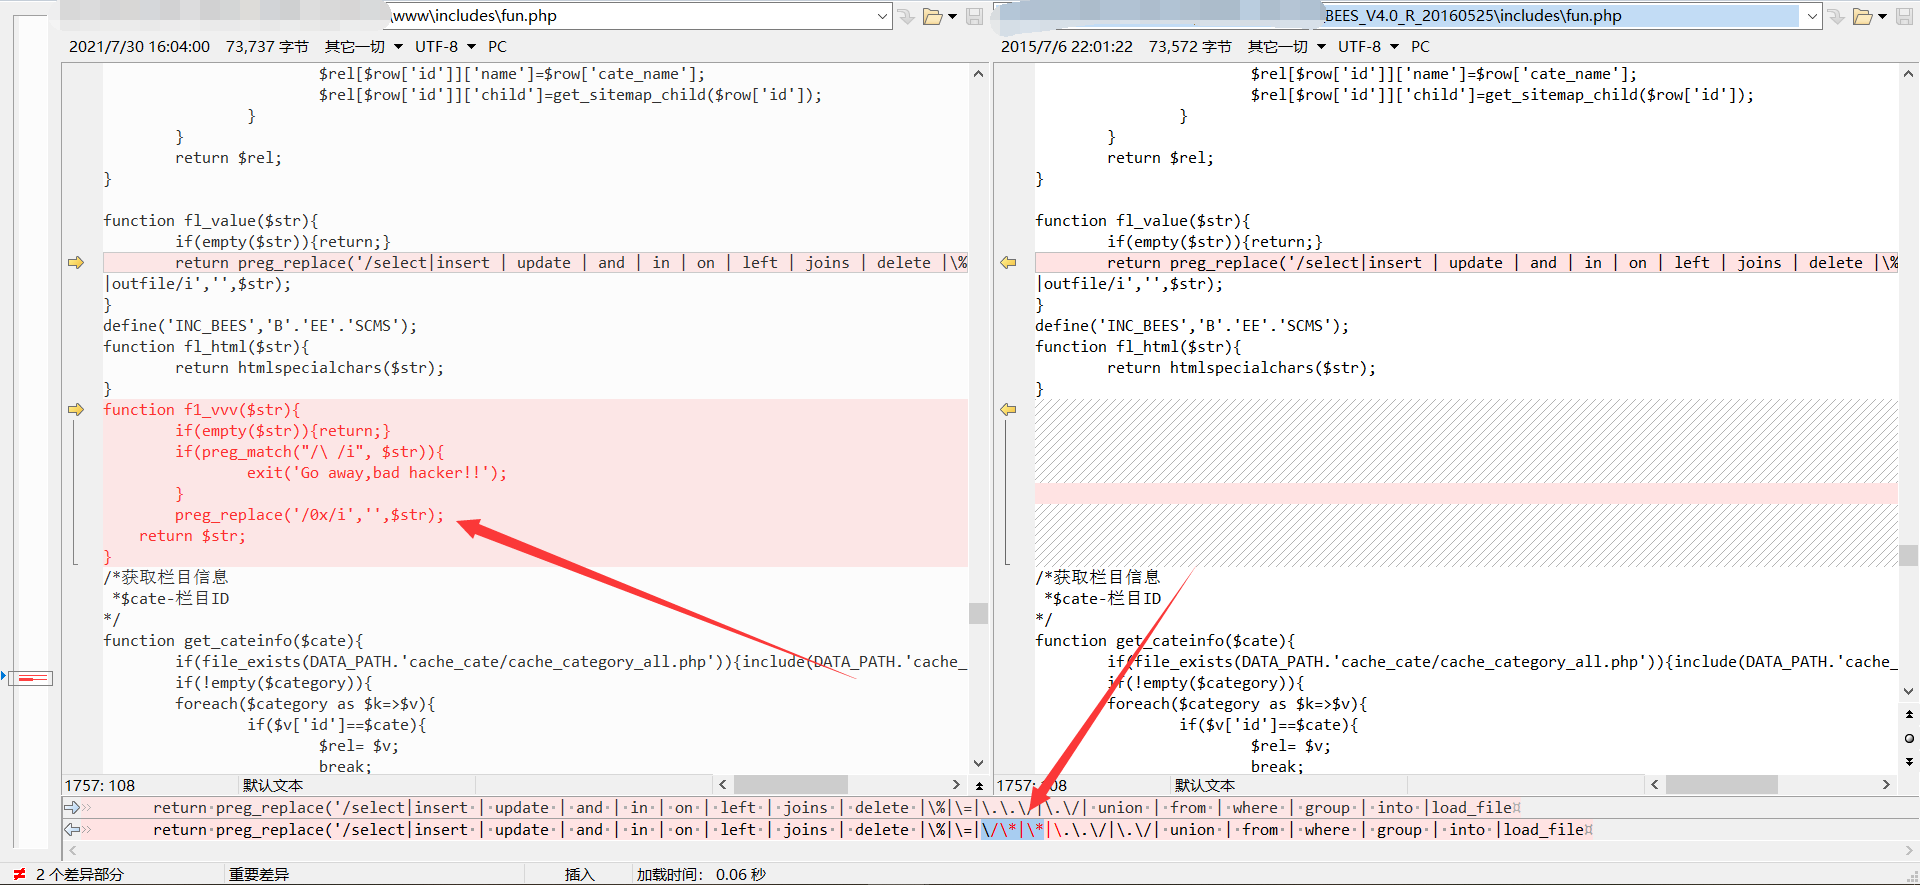 \www\includes\fun.php
BEES_V4.0_R_20160525\includes\fun.php
2021/7/30 16:04:00 73,737 字节 其它一切 UTF-8 PC
2015/7/6 22:01:22 73,572 字节 其它一切 UTF-8 PC
$rel[$row['id']]['name']=$row['cate_name'];
$rel[$row['id']]['child']=get_sitemap_child($row['id']);
}
}
return $rel;
}
function fl_value($str){
if(empty($str)){return;}
return preg_replace('/select|insert | update | and | in | on | left | joins | delete |\%
|outfile/i','',$str);
}
define('INC_BEES','B'.'EE'.'SCMS');
function fl_html($str){
return htmlspecialchars($str);
}
function f1_vvv($str){
if(empty($str)){return;}
if(preg_match("/\ /i", $str)){
exit('Go away,bad hacker!!');
}
preg_replace('/0x/i','',$str);
return $str;
}
/*获取栏目信息
*$cate-栏目ID
*/
function get_cateinfo($cate){
if(file_exists(DATA_PATH.'cache_cate/cache_category_all.php')){include(DATA_PATH.'cache_
if(!empty($category)){
foreach($category as $k=>$v){
if($v['id']==$cate){
$rel= $v;
break;
1757: 108 默认文本
$rel[$row['id']]['name']=$row['cate_name'];
$rel[$row['id']]['child']=get_sitemap_child($row['id']);
}
}
return $rel;
}
function fl_value($str){
if(empty($str)){return;}
return preg_replace('/select|insert | update | and | in | on | left | joins | delete |\%
|outfile/i','',$str);
}
define('INC_BEES','B'.'EE'.'SCMS');
function fl_html($str){
return htmlspecialchars($str);
}
/*获取栏目信息
*$cate-栏目ID
*/
function get_cateinfo($cate){
if(file_exists(DATA_PATH.'cache_cate/cache_category_all.php')){include(DATA_PATH.'cache_
if(!empty($category)){
foreach($category as $k=>$v){
if($v['id']==$cate){
$rel= $v;
break;
1757: 108 默认文本
return·preg_replace('/select|insert·|·update·|·and·|·in·|·on·|·left·|·joins·|·delete·|\%|\=|\.\.\/|\.\/|·union·|·from·|·where·|·group·|·into·|load_file¤
return·preg_replace('/select|insert·|·update·|·and·|·in·|·on·|·left·|·joins·|·delete·|\%|\=|\/\*|\*|\.\.\/|\.\/|·union·|·from·|·where·|·group·|·into·|load_file¤
2 个差异部分 重要差异 插入 加载时间: 0.06 秒